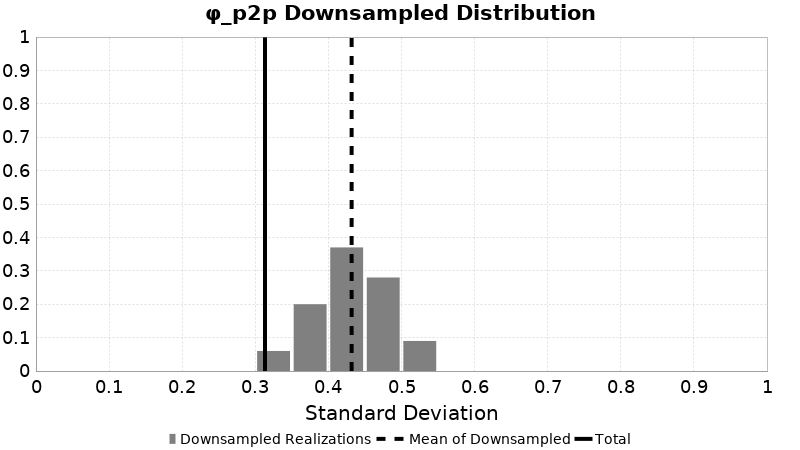 φ_p2p Downsampled Distribution
1
0.9
0.8
0.7
0.6
0.5
0.4
0.3
0.2
0.1
0
0 0.1 0.2 0.3 0.4 0.5 0.6 0.7 0.8 0.9 1
Standard Deviation
Downsampled Realizations Mean of Downsampled Total